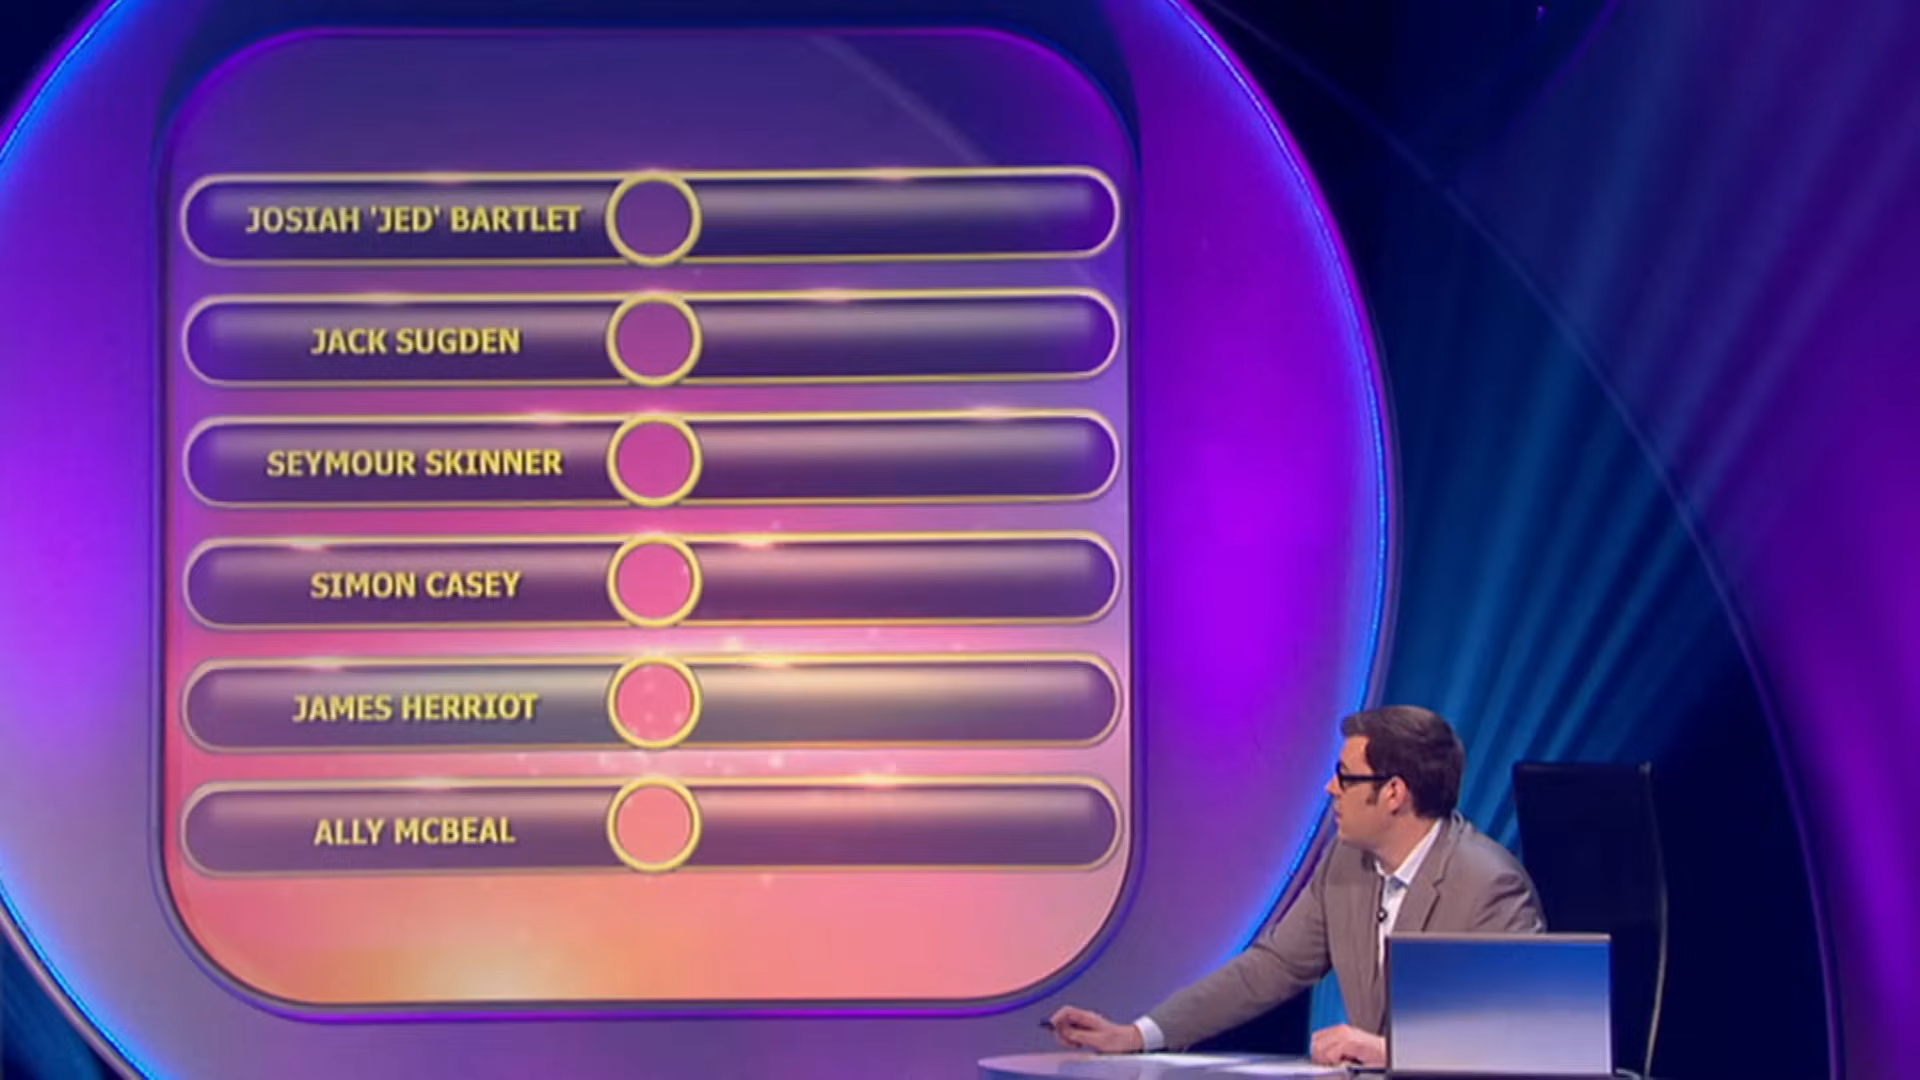 JOSIAH 'JED' BARTLET
JACK SUGDEN
SEYMOUR SKINNER
SIMON CASEY
JAMES HERRIOT
ALLY MCBEAL